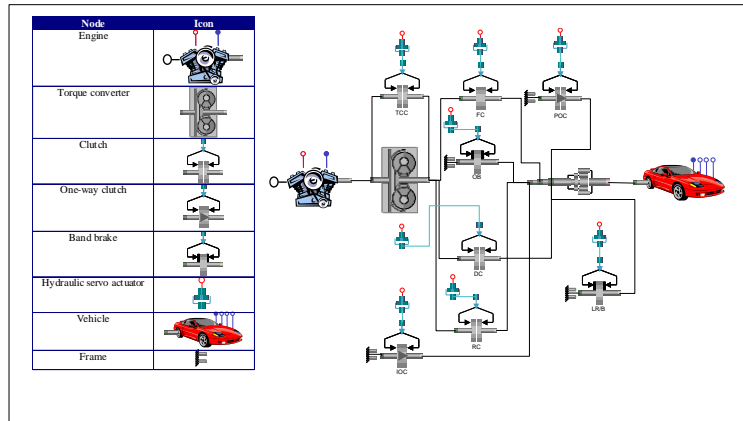 Node Icon
Engine
Torque converter
Clutch
One-way clutch
Band brake
Hydraulic servo actuator
Vehicle
Frame
TCC
FC
POC
OB
DC
LR/B
RC
IOC